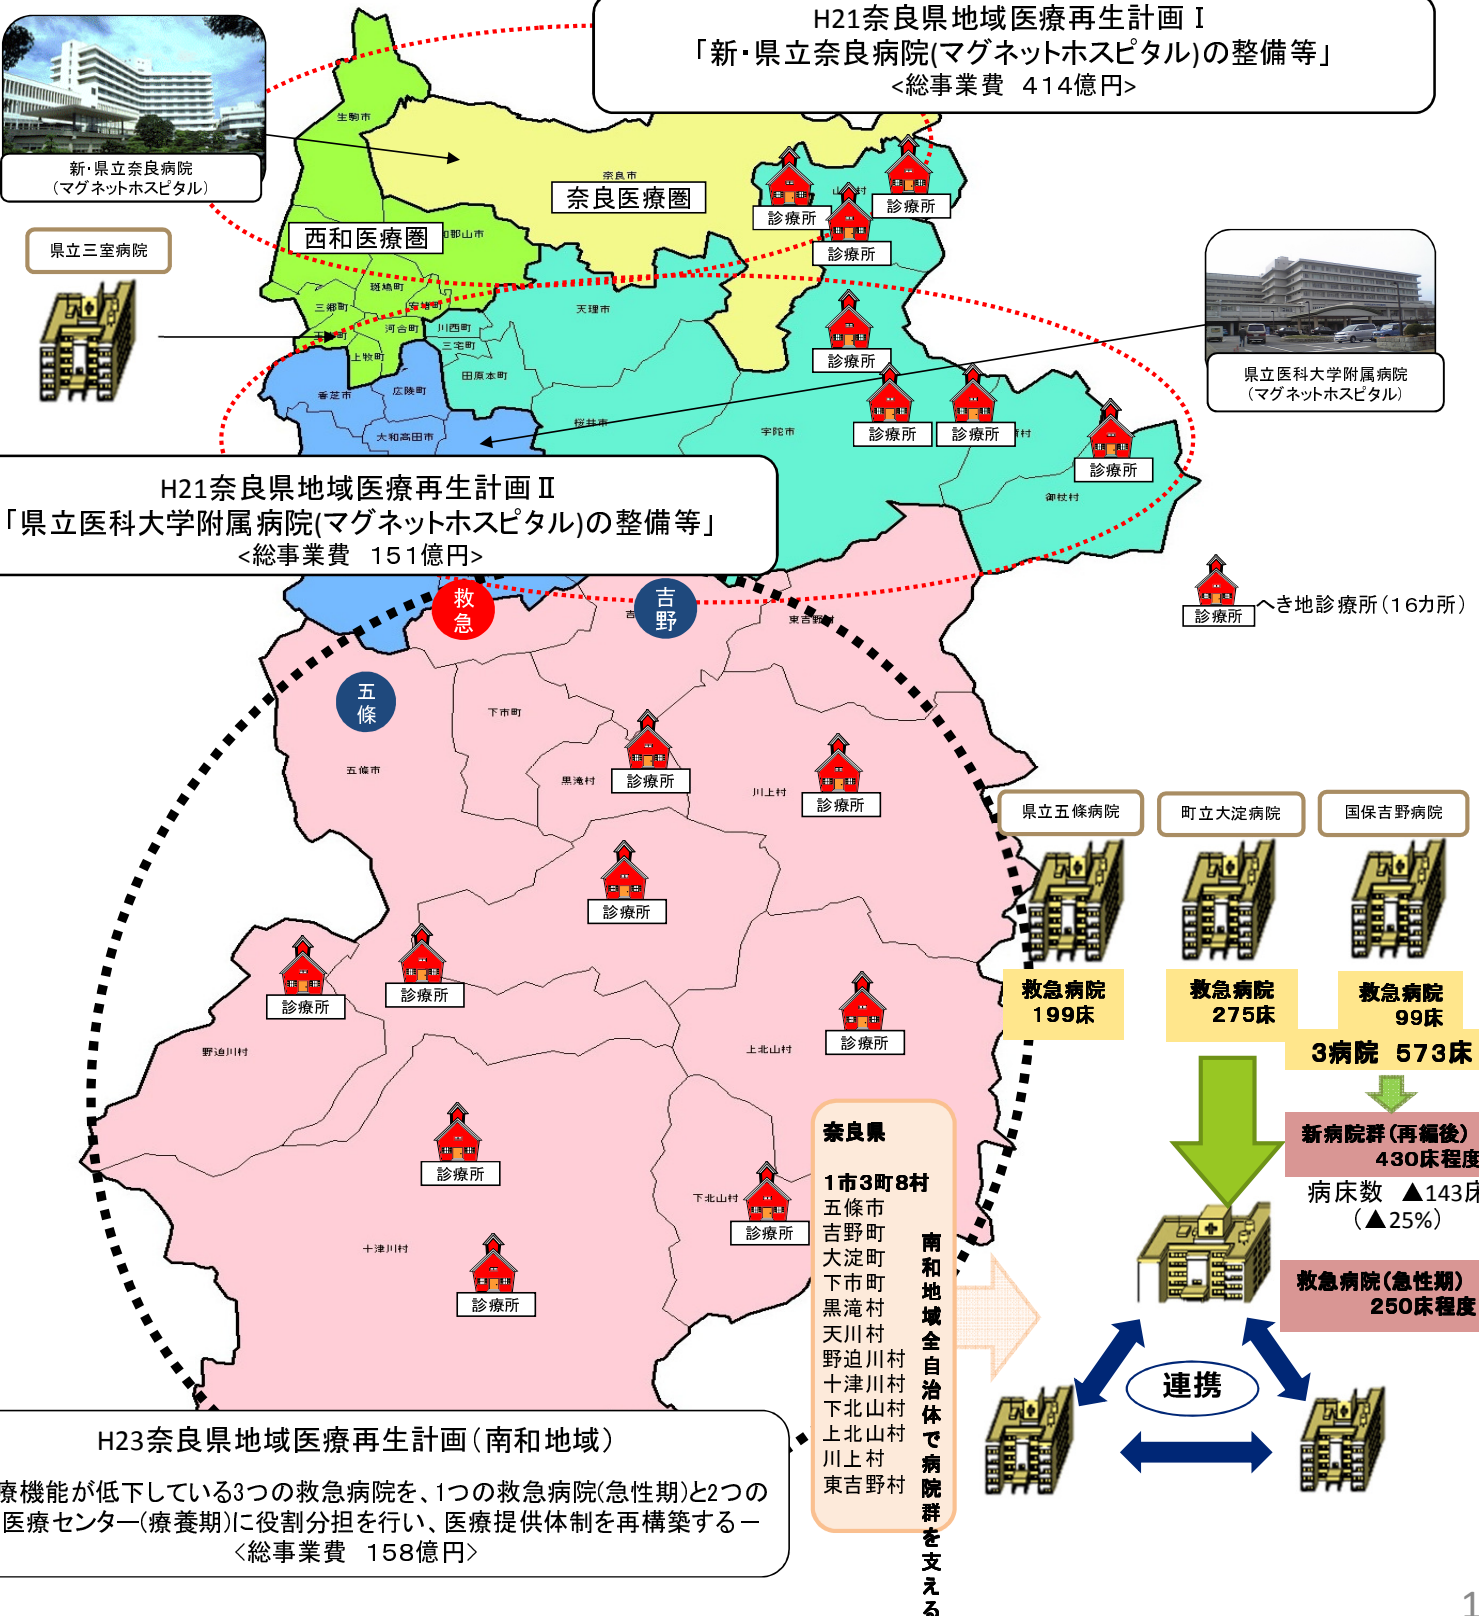 H21奈良県地域医療再生計画Ⅰ
「新・県立奈良病院(マグネットホスピタル)の整備等」
<総事業費　414億円>
新・県立奈良病院
(マグネットホスピタル)
県立三室病院
生駒市
奈良市
奈良医療圏
西和医療圏
郡山市
斑鳩町
三郷町
安堵町
河合町
上牧町
川西町
三宅町
田原本町
天理市
香芝市
広陵町
大和高田市
桜井市
宇陀市
御杖村
診療所
診療所
診療所
診療所
診療所
診療所
診療所
県立医科大学附属病院
(マグネットホスピタル)
H21奈良県地域医療再生計画Ⅱ
「県立医科大学附属病院(マグネットホスピタル)の整備等」
<総事業費　151億円>
診療所
へき地診療所(16カ所)
救急
吉野
五條
東吉野村
下市町
五條市
黒滝村
川上村
診療所
診療所
診療所
診療所
診療所
野迫川村
上北山村
診療所
診療所
下北山村
診療所
十津川村
診療所
県立五條病院
町立大淀病院
国保吉野病院
救急病院
199床
救急病院
275床
救急病院
99床
3病院　573床
新病院群(再編後)
430床程度
病床数　▲143床
(▲25%)
救急病院(急性期)
250床程度
連携
奈良県
1市3町8村
五條市
吉野町
大淀町
下市町
黒滝村
天川村
野迫川村
十津川村
下北山村
上北山村
川上村
東吉野村
南和地域全自治体で病院群を支える
H23奈良県地域医療再生計画(南和地域)
療機能が低下している3つの救急病院を、1つの救急病院(急性期)と2つの
医療センター(療養期)に役割分担を行い、医療提供体制を再構築する－
<総事業費　158億円>
1